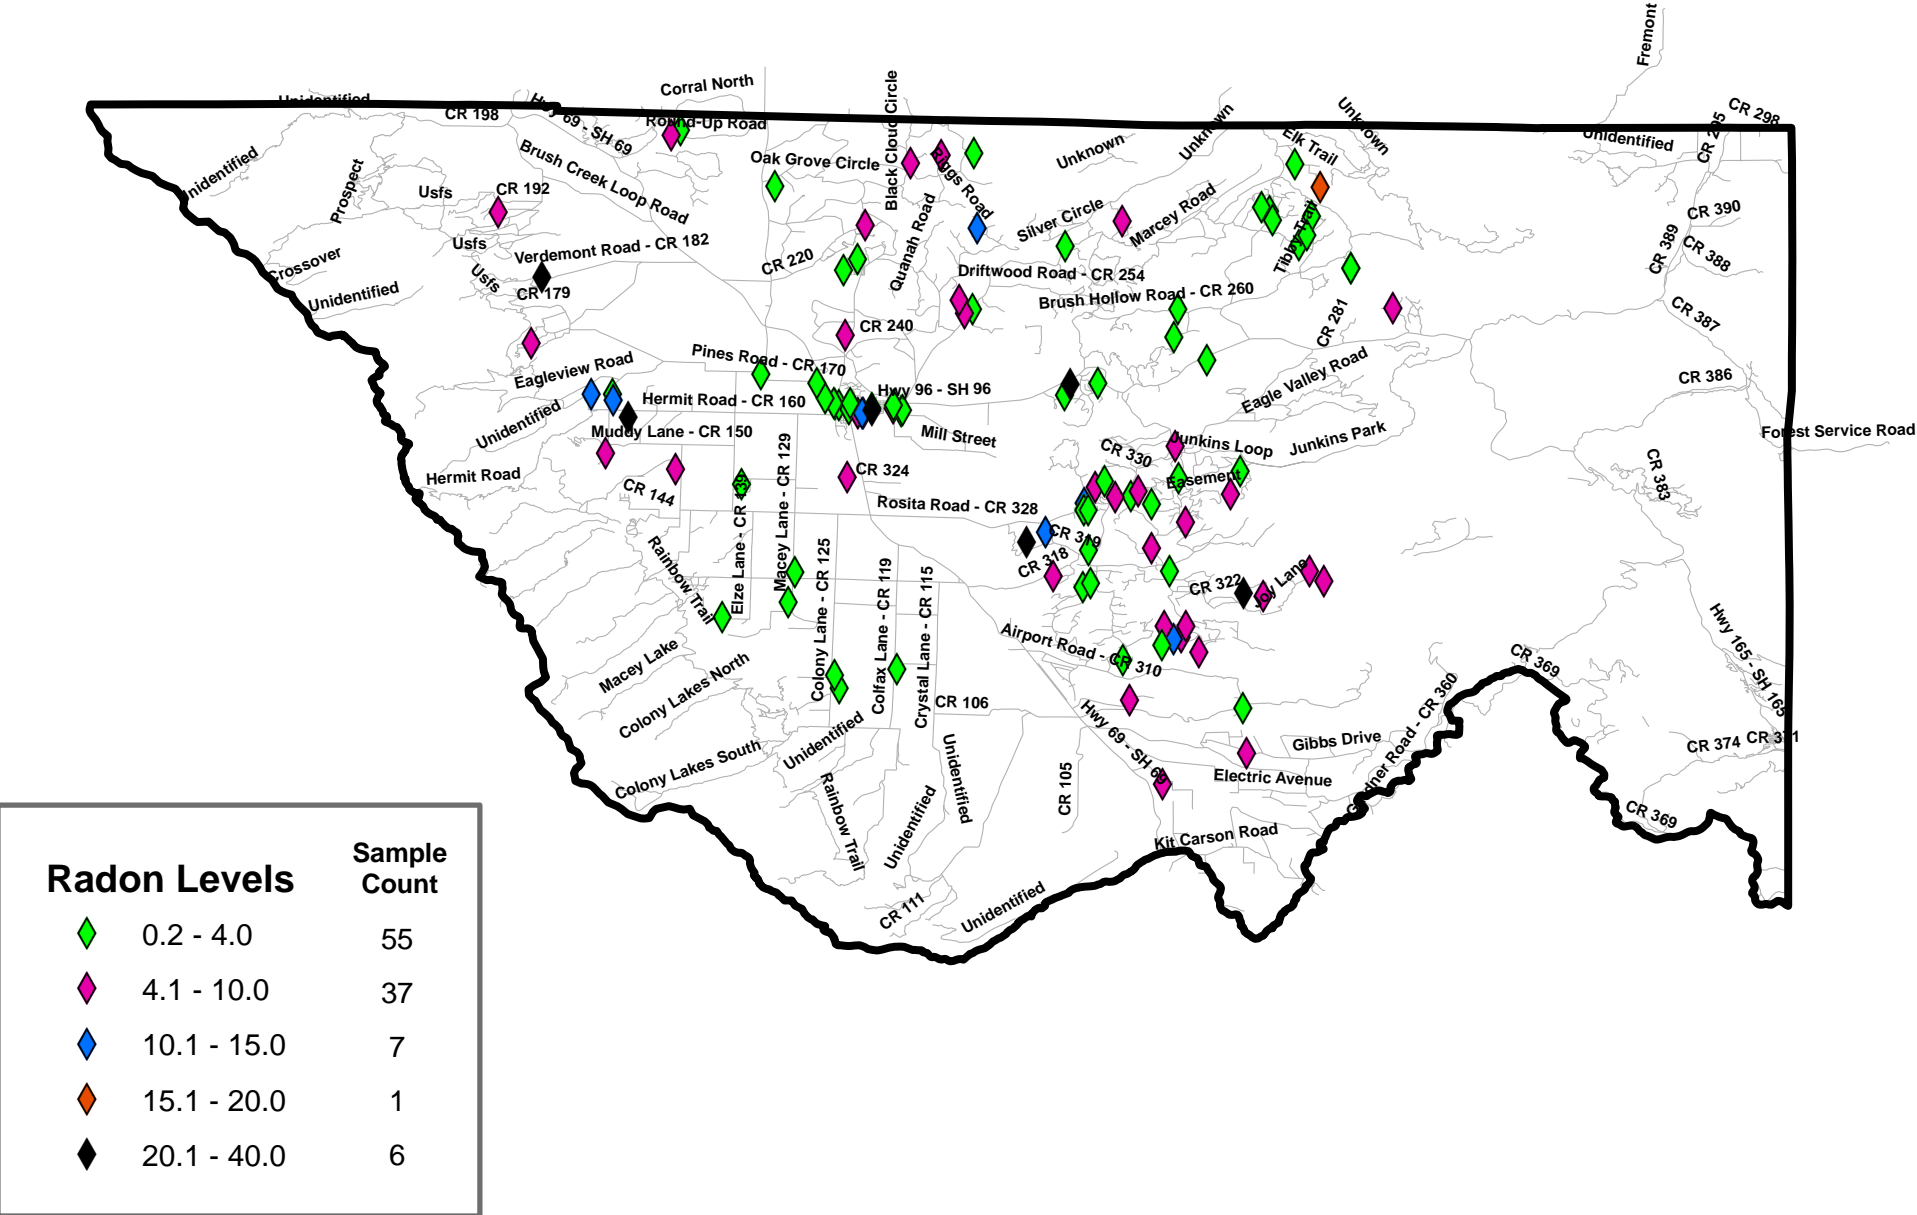 Fremont
Corral North
Unidentified
CR 198
Hwy 69 - SH 69
Round-Up Road
Black Cloud Circle
Unknown
Unknown
Unknown
Elk Trail
CR 298
CR 295
Unidentified
Unidentified
Prospect
Usfs
CR 192
Brush Creek Loop Road
Oak Grove Circle
Riggs Road
Silver Circle
Marcey Road
Tibby Trail
CR 390
CR 389
CR 388
Crossover
Usfs
Verdemont Road - CR 182
CR 220
Quanah Road
Driftwood Road - CR 254
Usfs
CR 179
Unidentified
Brush Hollow Road - CR 260
CR 281
CR 387
CR 240
Eagleview Road
Pines Road - CR 170
Hwy 96 - SH 96
Eagle Valley Road
CR 386
Unidentified
Hermit Road - CR 160
Muddy Lane - CR 150
Mill Street
Junkins Loop
Junkins Park
Forest Service Road
Hermit Road
CR 144
Elze Lane - CR 139
Macey Lane - CR 129
CR 324
CR 330
Easement
CR 383
Rosita Road - CR 328
CR 319
CR 318
Rainbow Trail
Colony Lane - CR 125
Colfax Lane - CR 119
Crystal Lane - CR 115
CR 322
Joy Lane
Macey Lake
Colony Lakes North
Airport Road - CR 310
Hwy 165 - SH 165
CR 369
CR 106
Hwy 69 - SH 69
Gardner Road - CR 360
Colony Lakes South
Unidentified
Unidentified
Gibbs Drive
Electric Avenue
CR 374
CR 371
Rainbow Trail
Unidentified
CR 105
Kit Carson Road
CR 369
CR 111
Unidentified
Radon Levels
Sample
Count
0.2 - 4.0
55
4.1 - 10.0
37
10.1 - 15.0
7
15.1 - 20.0
1
20.1 - 40.0
6